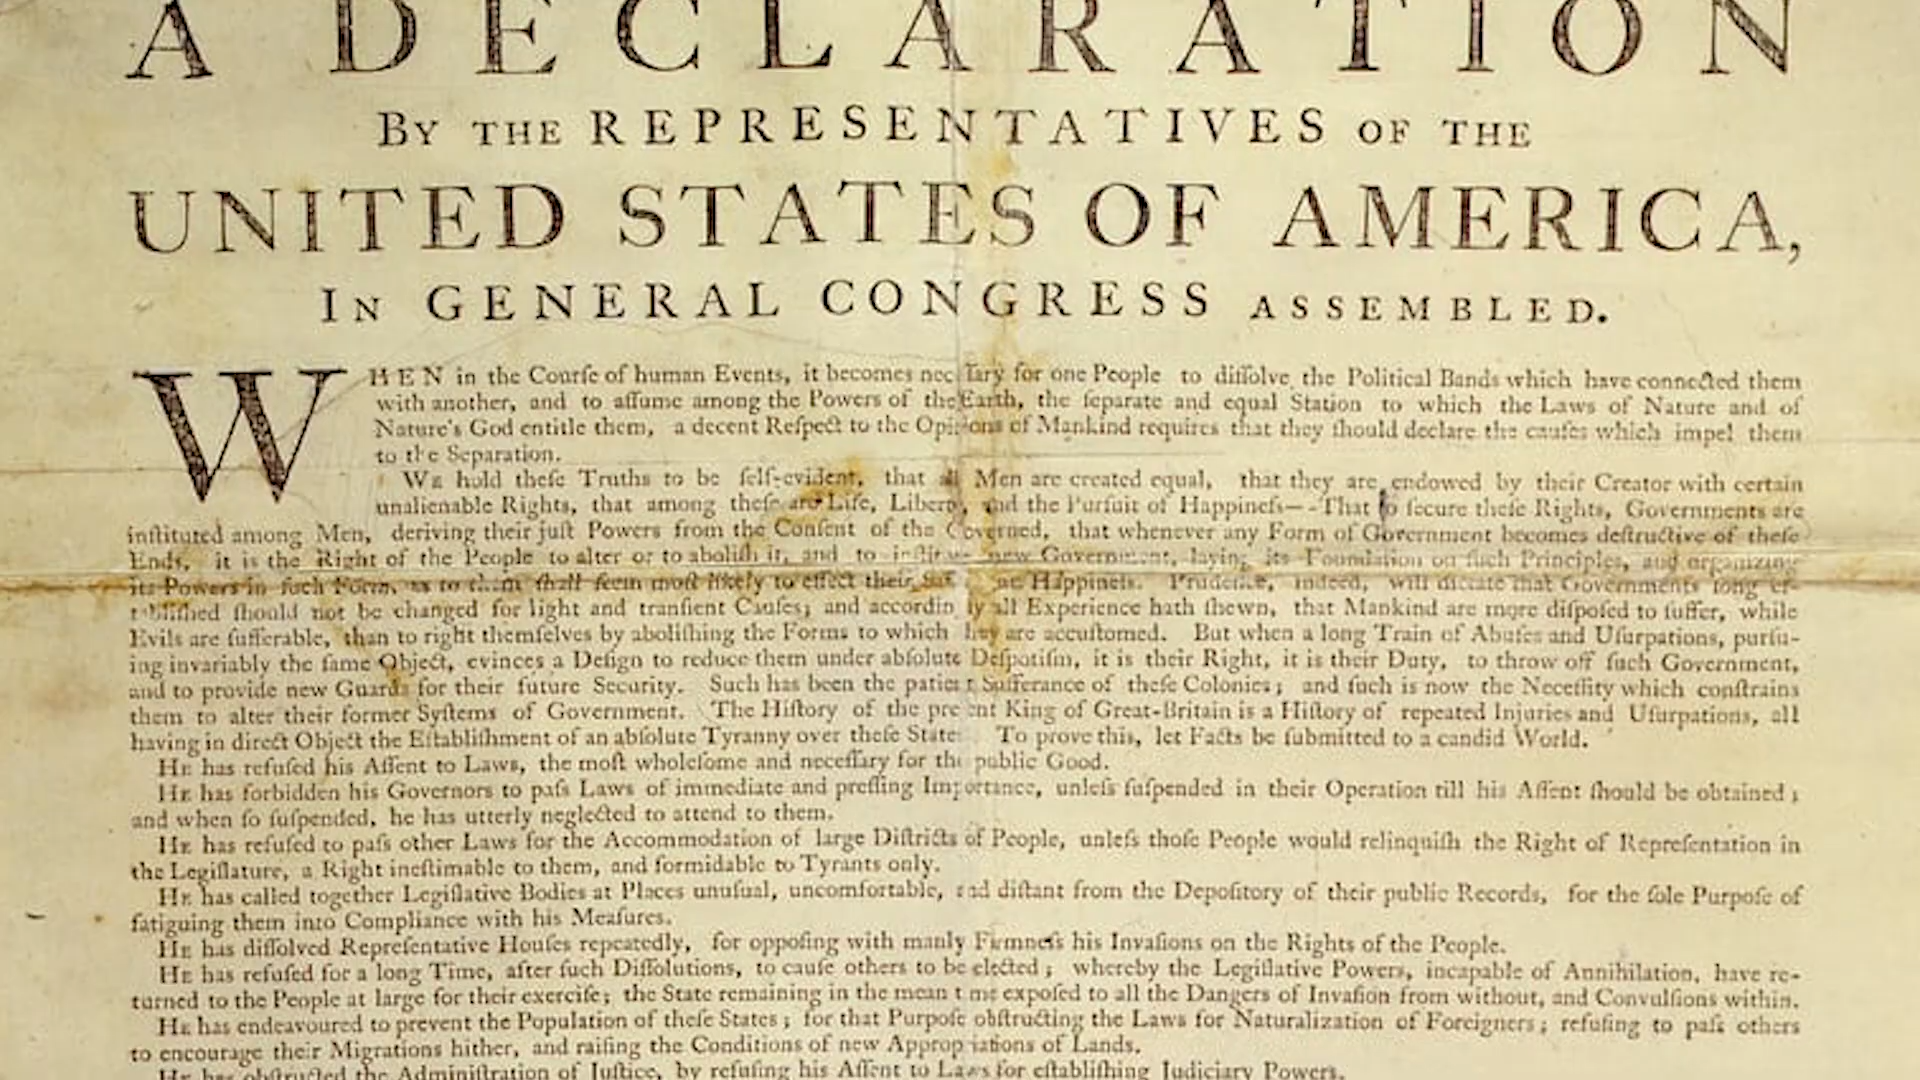 A DECLARATION
BY THE REPRESENTATIVES OF THE
UNITED STATES OF AMERICA,
IN GENERAL CONGRESS ASSEMBLED.
WHEN in the Courſe of human Events, it becomes for one People to diſſolve the Political Bands which have connected them
with another, and to aſſume among the Powers of the Earth, the ſeparate and equal Station to which the Laws of Nature and of
Nature's God entitle them, a decent Reſpect to the Opinions of Mankind requires that they ſhould declare the cauſes which impel them
to the Separation.
WE hold theſe Truths to be ſelf-evident, that all Men are created equal, that they are endowed by their Creator with certain
unalienable Rights, that among theſe are Life, Liberty, and the Purſuit of Happineſs--That to ſecure theſe Rights, Governments are
inſtituted among Men, deriving their juſt Powers from the Conſent of the Governed, that whenever any Form of Government becomes deſtructive of theſe
Ends, it is the Right of the People to alter or to aboliſh it, and to inſtitute new Government, laying its Foundation on ſuch Principles, and organizing
its Powers in ſuch Form, as to them ſhall ſeem moſt likely to effect their Happineſs. Prudence, indeed, will dictate that Governments long eſ-
tabliſhed ſhould not be changed for light and tranſient Cauſes; and accordingly all Experience hath ſhewn, that Mankind are more diſpoſed to ſuffer, while
Evils are ſufferable, than to right themſelves by aboliſhing the Forms to which they are accuſtomed. But when a long Train of Abuſes and Uſurpations, purſu-
ing invariably the ſame Object, evinces a Deſign to reduce them under abſolute Deſpotiſm, it is their Right, it is their Duty, to throw off ſuch Government,
and to provide new Guards for their future Security. Such has been the patient Sufferance of theſe Colonies; and ſuch is now the Neceſſity which conſtrains
them to alter their former Syſtems of Government. The Hiſtory of the preſent King of Great-Britain is a Hiſtory of repeated Injuries and Uſurpations, all
having in direct Object the Eſtabliſhment of an abſolute Tyranny over theſe States. To prove this, let Facts be ſubmitted to a candid World.
HE has refuſed his Aſſent to Laws, the moſt wholeſome and neceſſary for the public Good.
HE has forbidden his Governors to paſs Laws of immediate and preſſing Importance, unleſs ſuſpended in their Operation till his Aſſent ſhould be obtained;
and when ſo ſuſpended, he has utterly neglected to attend to them.
HE has refuſed to paſs other Laws for the Accommodation of large Diſtricts of People, unleſs thoſe People would relinquiſh the Right of Repreſentation in
the Legiſlature, a Right ineſtimable to them, and formidable to Tyrants only.
HE has called together Legiſlative Bodies at Places unuſual, uncomfortable, and diſtant from the Depoſitory of their public Records, for the ſole Purpoſe of
fatiguing them into Compliance with his Meaſures.
HE has diſſolved Repreſentative Houſes repeatedly, for oppoſing with manly Firmneſs his Invaſions on the Rights of the People.
HE has refuſed for a long Time, after ſuch Diſſolutions, to cauſe others to be elected; whereby the Legiſlative Powers, incapable of Annihilation, have re-
turned to the People at large for their exerciſe; the State remaining in the mean time expoſed to all the Dangers of Invaſion from without, and Convulſions within.
HE has endeavoured to prevent the Population of theſe States; for that Purpoſe obſtructing the Laws for Naturalization of Foreigners; refuſing to paſs others
to encourage their Migrations hither, and raiſing the Conditions of new Appropriations of Lands.
HE has obſtructed the Adminiſtration of Juſtice, by refuſing his Aſſent to Laws for eſtabliſhing Judiciary Powers.